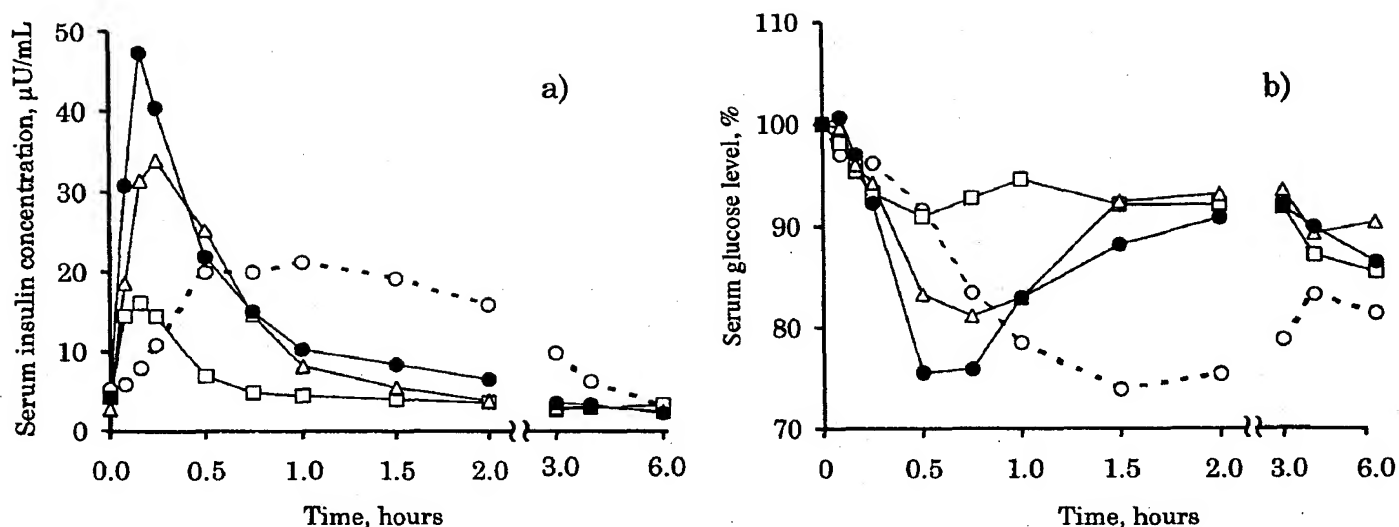 Serum insulin concentration, µU/mL
50
40
30
20
10
0
a)
0.0 0.5 1.0 1.5 2.0 3.0 6.0
Time, hours
Serum glucose level, %
110
100
90
80
70
b)
0 0.5 1.0 1.5 2.0 3.0 6.0
Time, hours